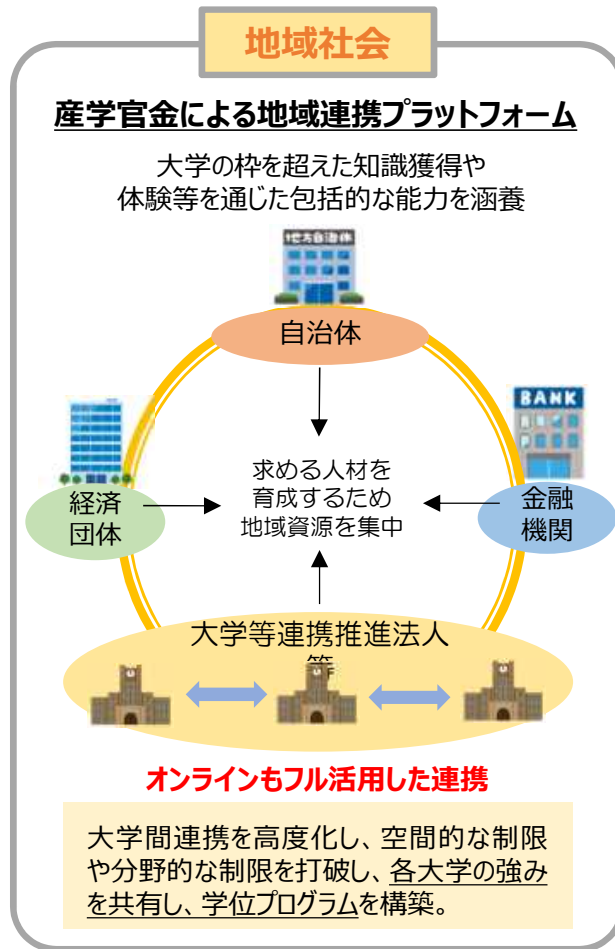 地域社会
産学官金による地域連携プラットフォーム
大学の枠を超えた知識獲得や
体験等を通じた包括的な能力を涵養
地方自治体
自治体
BANK
経済
団体
求める人材を
育成するため
地域資源を集中
金融
機関
大学等連携推進法人
等
オンラインもフル活用した連携
大学間連携を高度化し、空間的な制限
や分野的な制限を打破し、各大学の強み
を共有し、学位プログラムを構築。